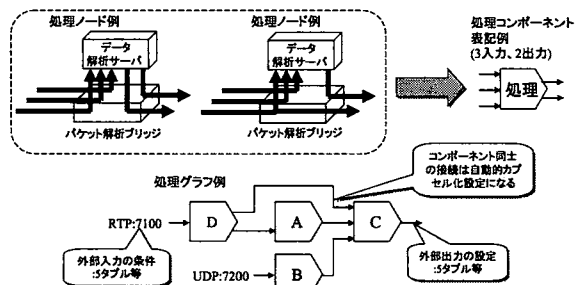 処理ノード例
処理ノード例
データ
解析サーバ
データ
解析サーバ
パケット解析ブリッジ
パケット解析ブリッジ
処理コンポーネント
表記例
(3入力、2出力)
処理
コンポーネント同士
の接続は自動的カプ
セル化設定になる
処理グラフ例
RTP:7100
D
A
C
外部入力の条件
:5タプル等
UDP:7200
B
外部出力の設定
:5タプル等